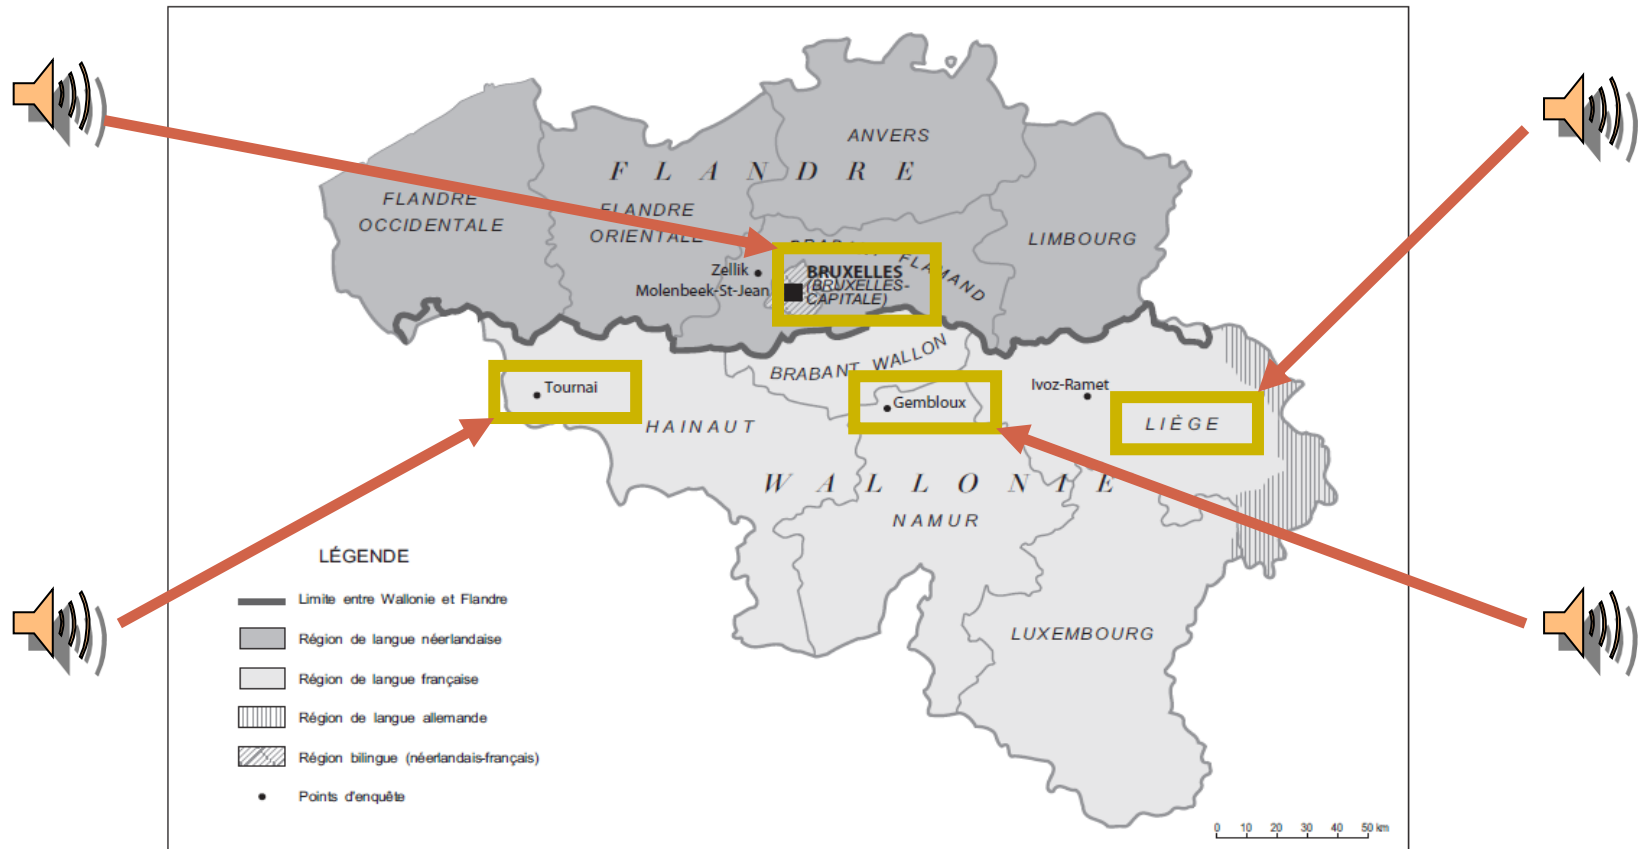 ANVERS
F L A N D R E
FLANDRE
OCCIDENTALE
FLANDRE
ORIENTALE
LIMBOURG
BRABANT FLAMAND
Zellik
BRUXELLES
(BRUXELLES-
CAPITALE)
Molenbeek-St-Jean
BRABANT WALLON
Tournai
Ivoz-Ramet
Gembloux
HAINAUT
LIÈGE
W A L L O N I E
NAMUR
LUXEMBOURG
LÉGENDE
Limite entre Wallonie et Flandre
Région de langue néerlandaise
Région de langue française
Région de langue allemande
Région bilingue (néerlandais-français)
Points d'enquête
0 10 20 30 40 50 km